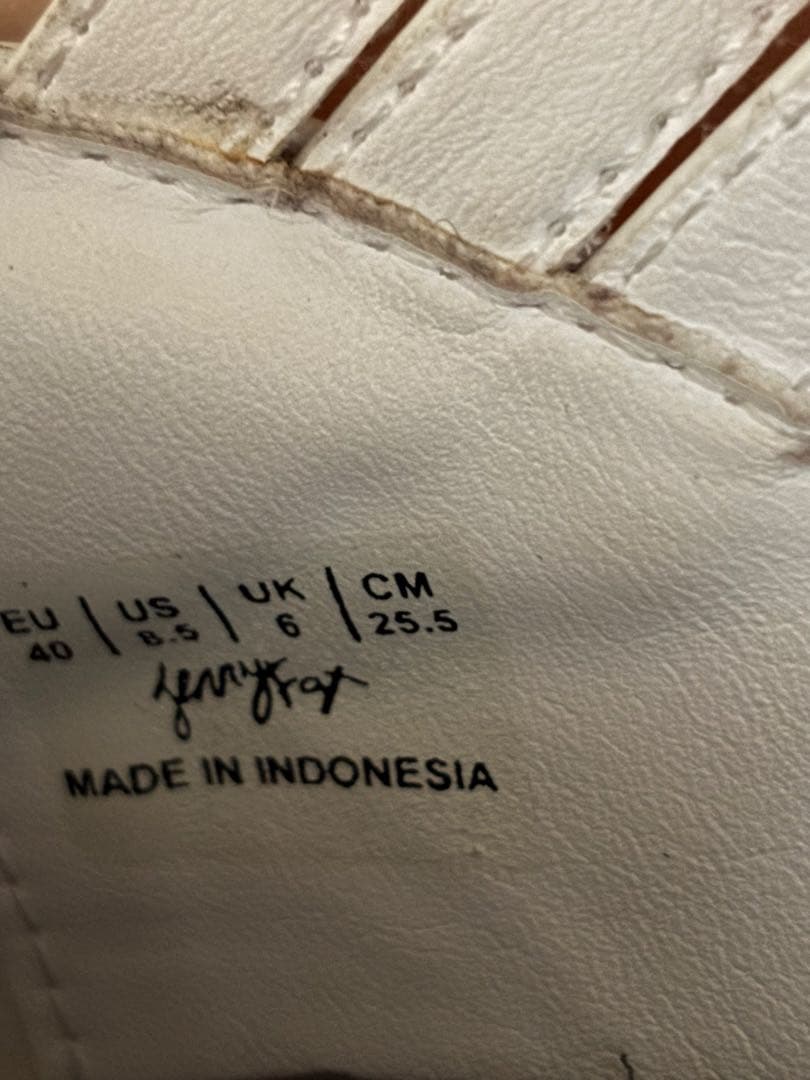 EU | US | UK | CM
40 | 8.5 | 6 | 25.5
MADE IN INDONESIA